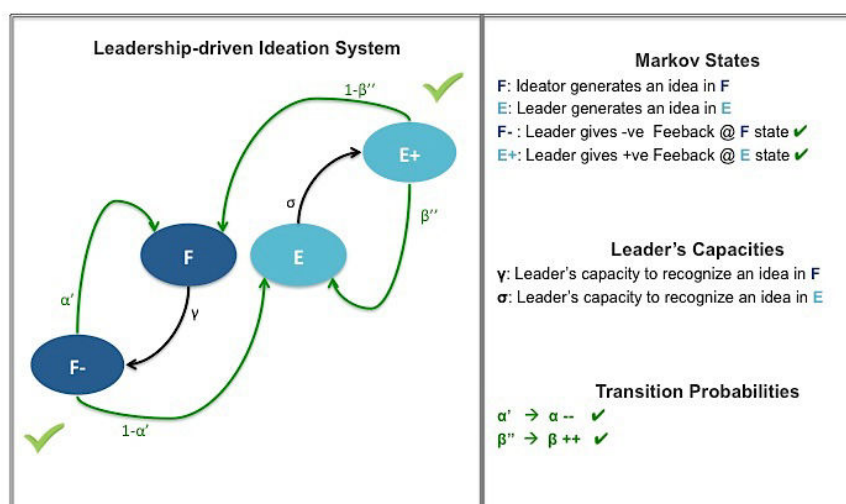 Leadership-driven Ideation System
1-β''
E+
σ
β''
F
E
α'
γ
F-
1-α'
Markov States
F: Ideator generates an idea in F
E: Leader generates an idea in E
F- : Leader gives -ve Feeback @ F state ✔
E+: Leader gives +ve Feeback @ E state ✔
Leader's Capacities
γ: Leader's capacity to recognize an idea in F
σ: Leader's capacity to recognize an idea in E
Transition Probabilities
α' → α -- ✔
β'' → β ++ ✔